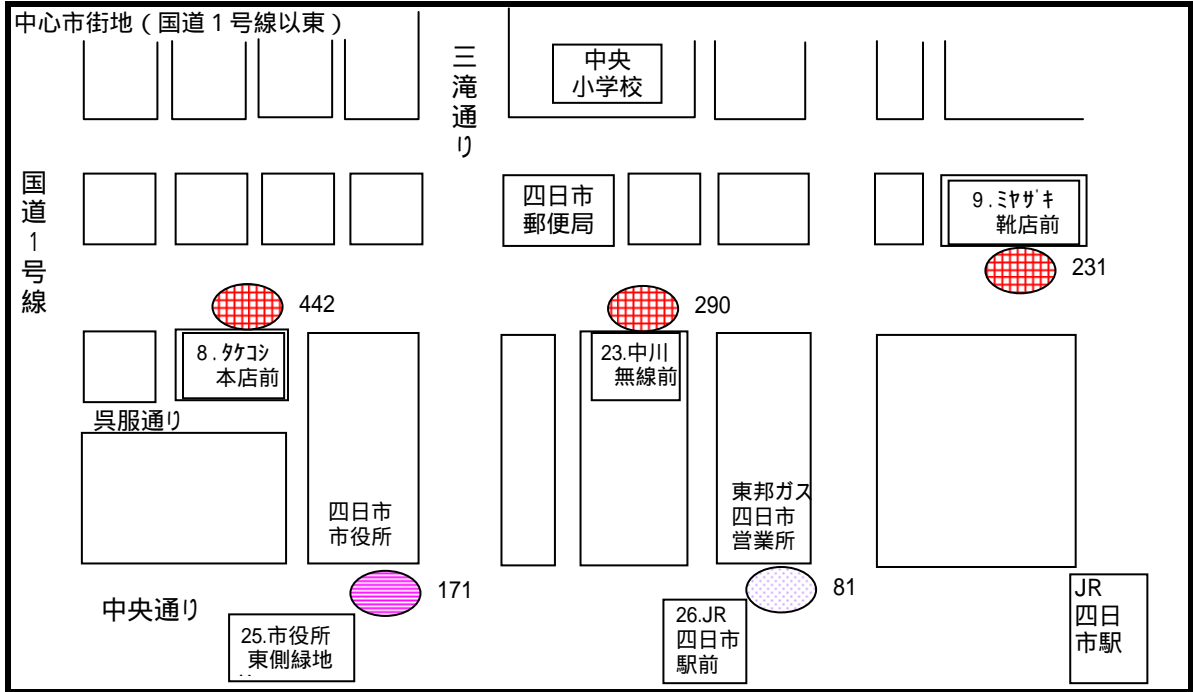 中心市街地（国道１号線以東）
三滝通り
中央
小学校
国道１号線
四日市
郵便局
9.ﾐﾔｻﾞｷ
靴店前
231
442
290
8.ﾀｹｺｼ
本店前
23.中川
無線前
呉服通り
四日市
市役所
東邦ガス
四日市
営業所
171
81
中央通り
25.市役所
東側緑地
26.JR
四日市
駅前
JR
四日
市駅